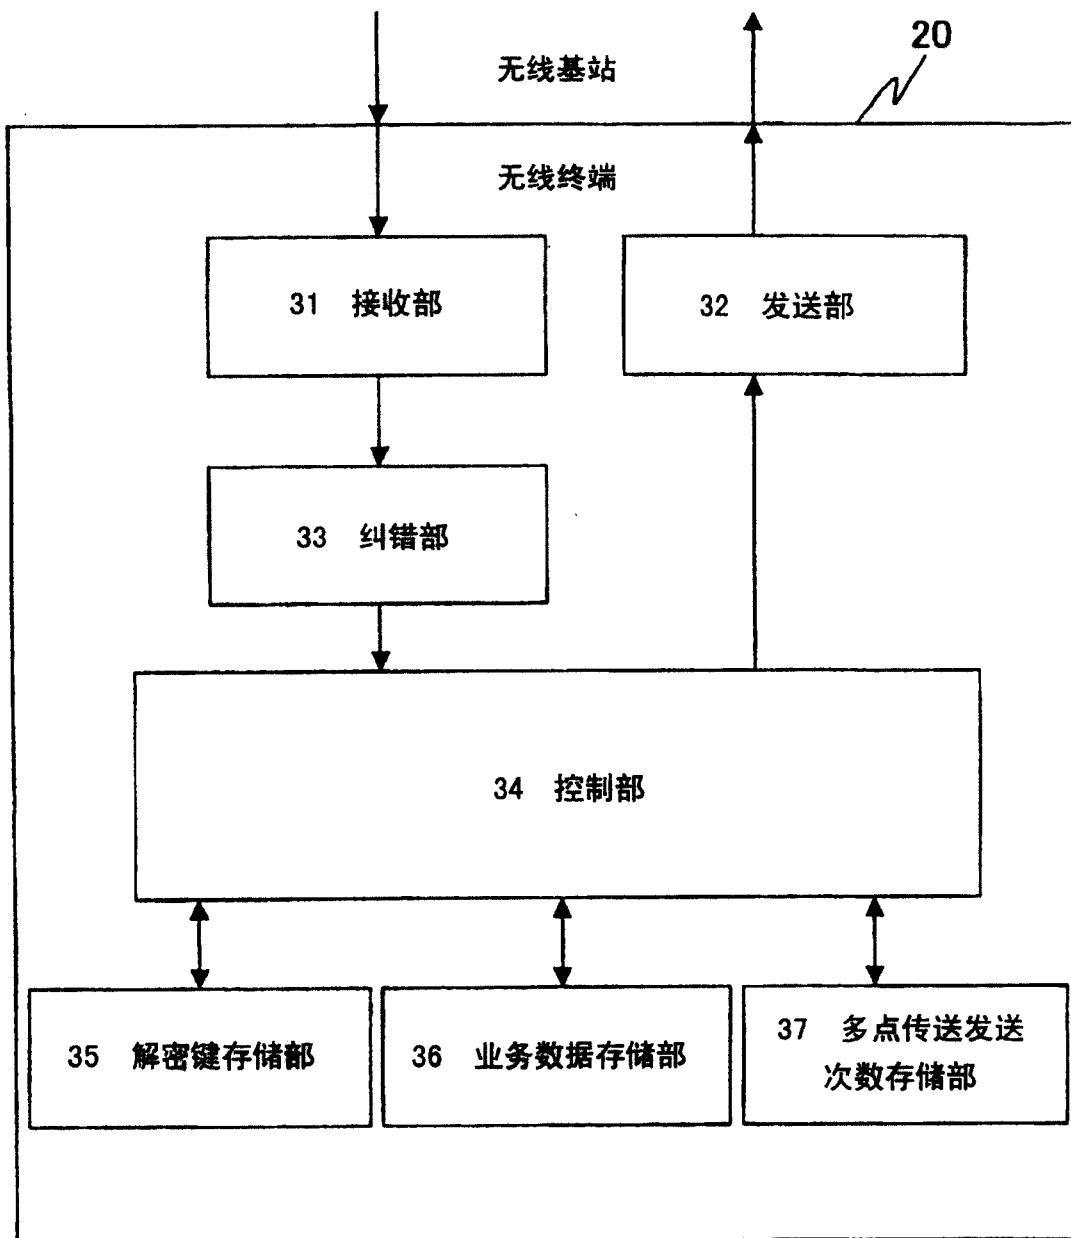 20
无线基站
无线终端
31 接收部
32 发送部
33 纠错部
34 控制部
35 解密键存储部
36 业务数据存储部
37 多点传送发送
次数存储部